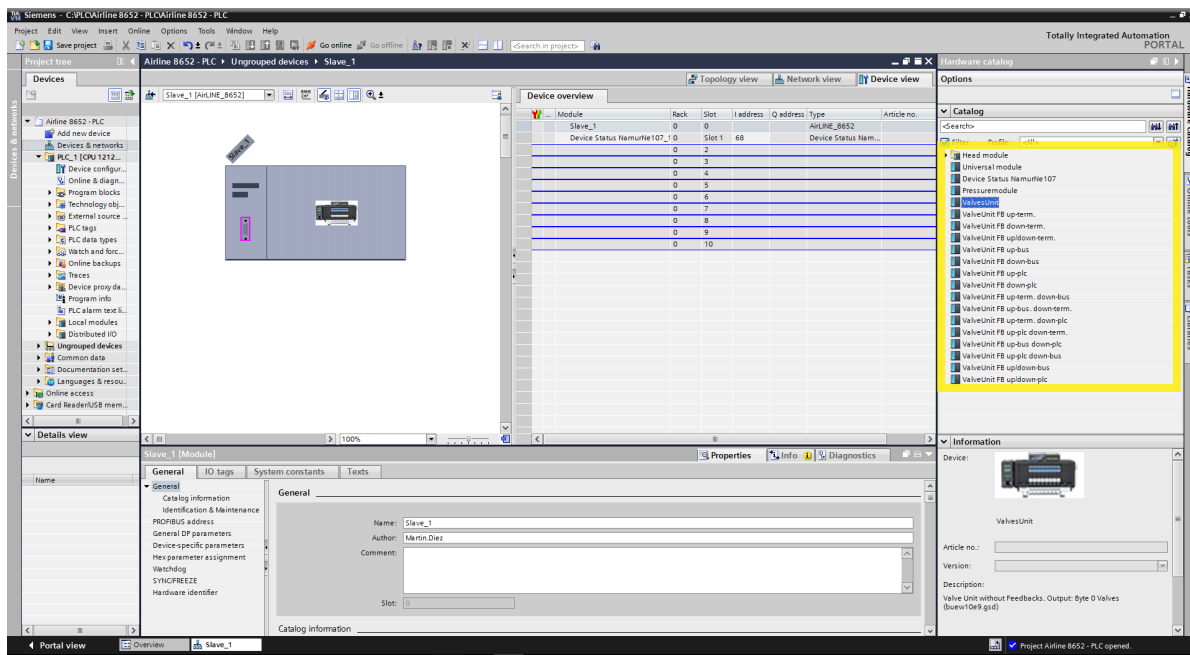 Siemens - C:\PLC\Airline 8652 - PLC\Airline 8652 - PLC
Project Edit View Insert Online Options Tools Window Help
Totally Integrated Automation
PORTAL
Save project Go online Go offline <Search in project>
Project tree
Devices
Devices & networks
Airline 8652 - PLC
Add new device
Devices & networks
PLC_1 [CPU 1212...
Device configur...
Online & diagn...
Program blocks
Technology obj...
External source ...
PLC tags
PLC data types
Watch and forc...
Online backups
Traces
Device proxy da...
Program info
PLC alarm text li...
Local modules
Distributed I/O
Ungrouped devices
Common data
Documentation set...
Languages & resou...
Online access
Card Reader/USB mem...
Details view
Name
Airline 8652 - PLC Ungrouped devices Slave_1
Topology view Network view Device view
Slave_1 [AirLINE_8652]
Slave_1
100%
Device overview
... Module Rack Slot I address Q address Type Article no.
Slave_1 0 0 AirLINE_8652
Device Status NamurNe107_1 0 Slot 1 68 Device Status Nam...
0 2
0 3
0 4
0 5
0 6
0 7
0 8
0 9
0 10
Slave_1 [Module]
Properties Info Diagnostics
General IO tags System constants Texts
General
Catalog information
Identification & Maintenance
PROFIBUS address
General DP parameters
Device-specific parameters
Hex parameter assignment
Watchdog
SYNC/FREEZE
Hardware identifier
General
Name: Slave_1
Author: Martin.Diez
Comment:
Slot: 0
Catalog information
Hardware catalog
Options
Catalog
<Search>
Filter Profile: <All>
Head module
Universal module
Device Status NamurNe107
Pressuremodule
ValvesUnit
ValveUnit FB up-term.
ValveUnit FB down-term.
ValveUnit FB up/down-term.
ValveUnit FB up-bus
ValveUnit FB down-bus
ValveUnit FB up-plc
ValveUnit FB down-plc
ValveUnit FB up-term. down-bus
ValveUnit FB up-bus. down-term.
ValveUnit FB up-term. down-plc
ValveUnit FB up-plc down-term.
ValveUnit FB up-bus down-plc
ValveUnit FB up-plc down-bus
ValveUnit FB up/down-bus
ValveUnit FB up/down-plc
Information
Device:
ValvesUnit
Article no.:
Version:
Description:
Valve Unit without Feedbacks. Output: Byte 0 Valves
(buew10e9.gsd)
Portal view Overview Slave_1 Project Airline 8652 - PLC opened.